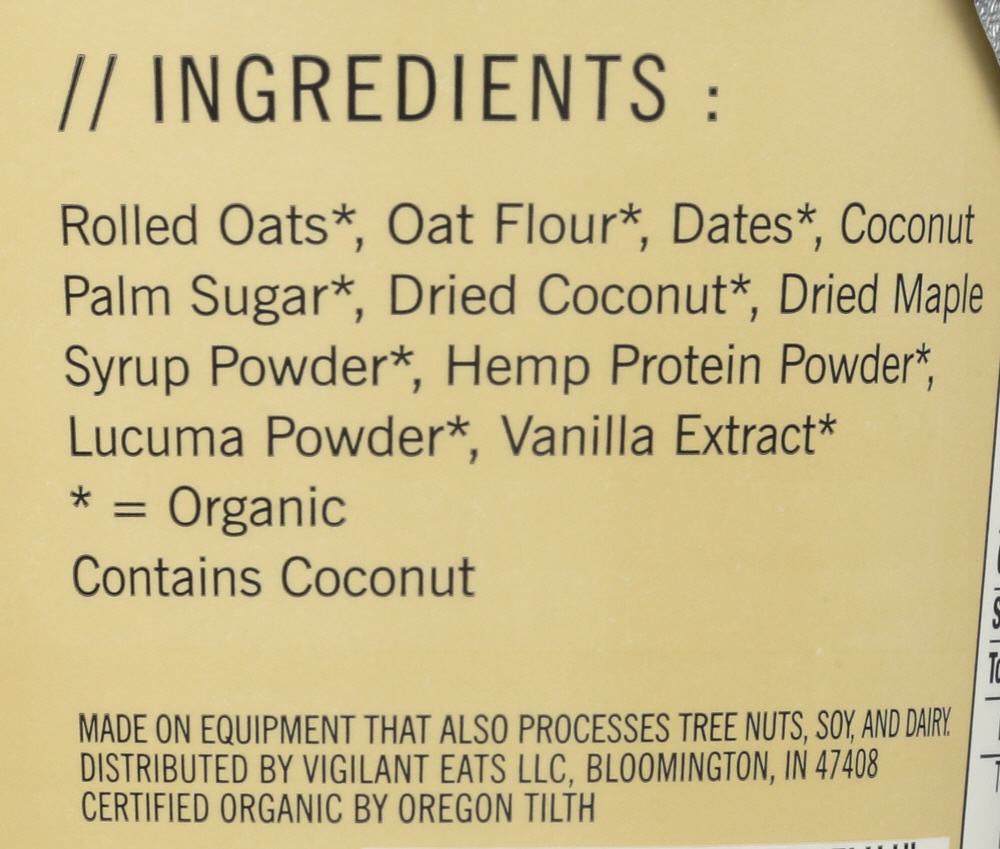 // INGREDIENTS :
Rolled Oats*, Oat Flour*, Dates*, Coconut
Palm Sugar*, Dried Coconut*, Dried Maple
Syrup Powder*, Hemp Protein Powder*,
Lucuma Powder*, Vanilla Extract*
* = Organic
Contains Coconut
MADE ON EQUIPMENT THAT ALSO PROCESSES TREE NUTS, SOY, AND DAIRY.
DISTRIBUTED BY VIGILANT EATS LLC, BLOOMINGTON, IN 47408
CERTIFIED ORGANIC BY OREGON TILTH